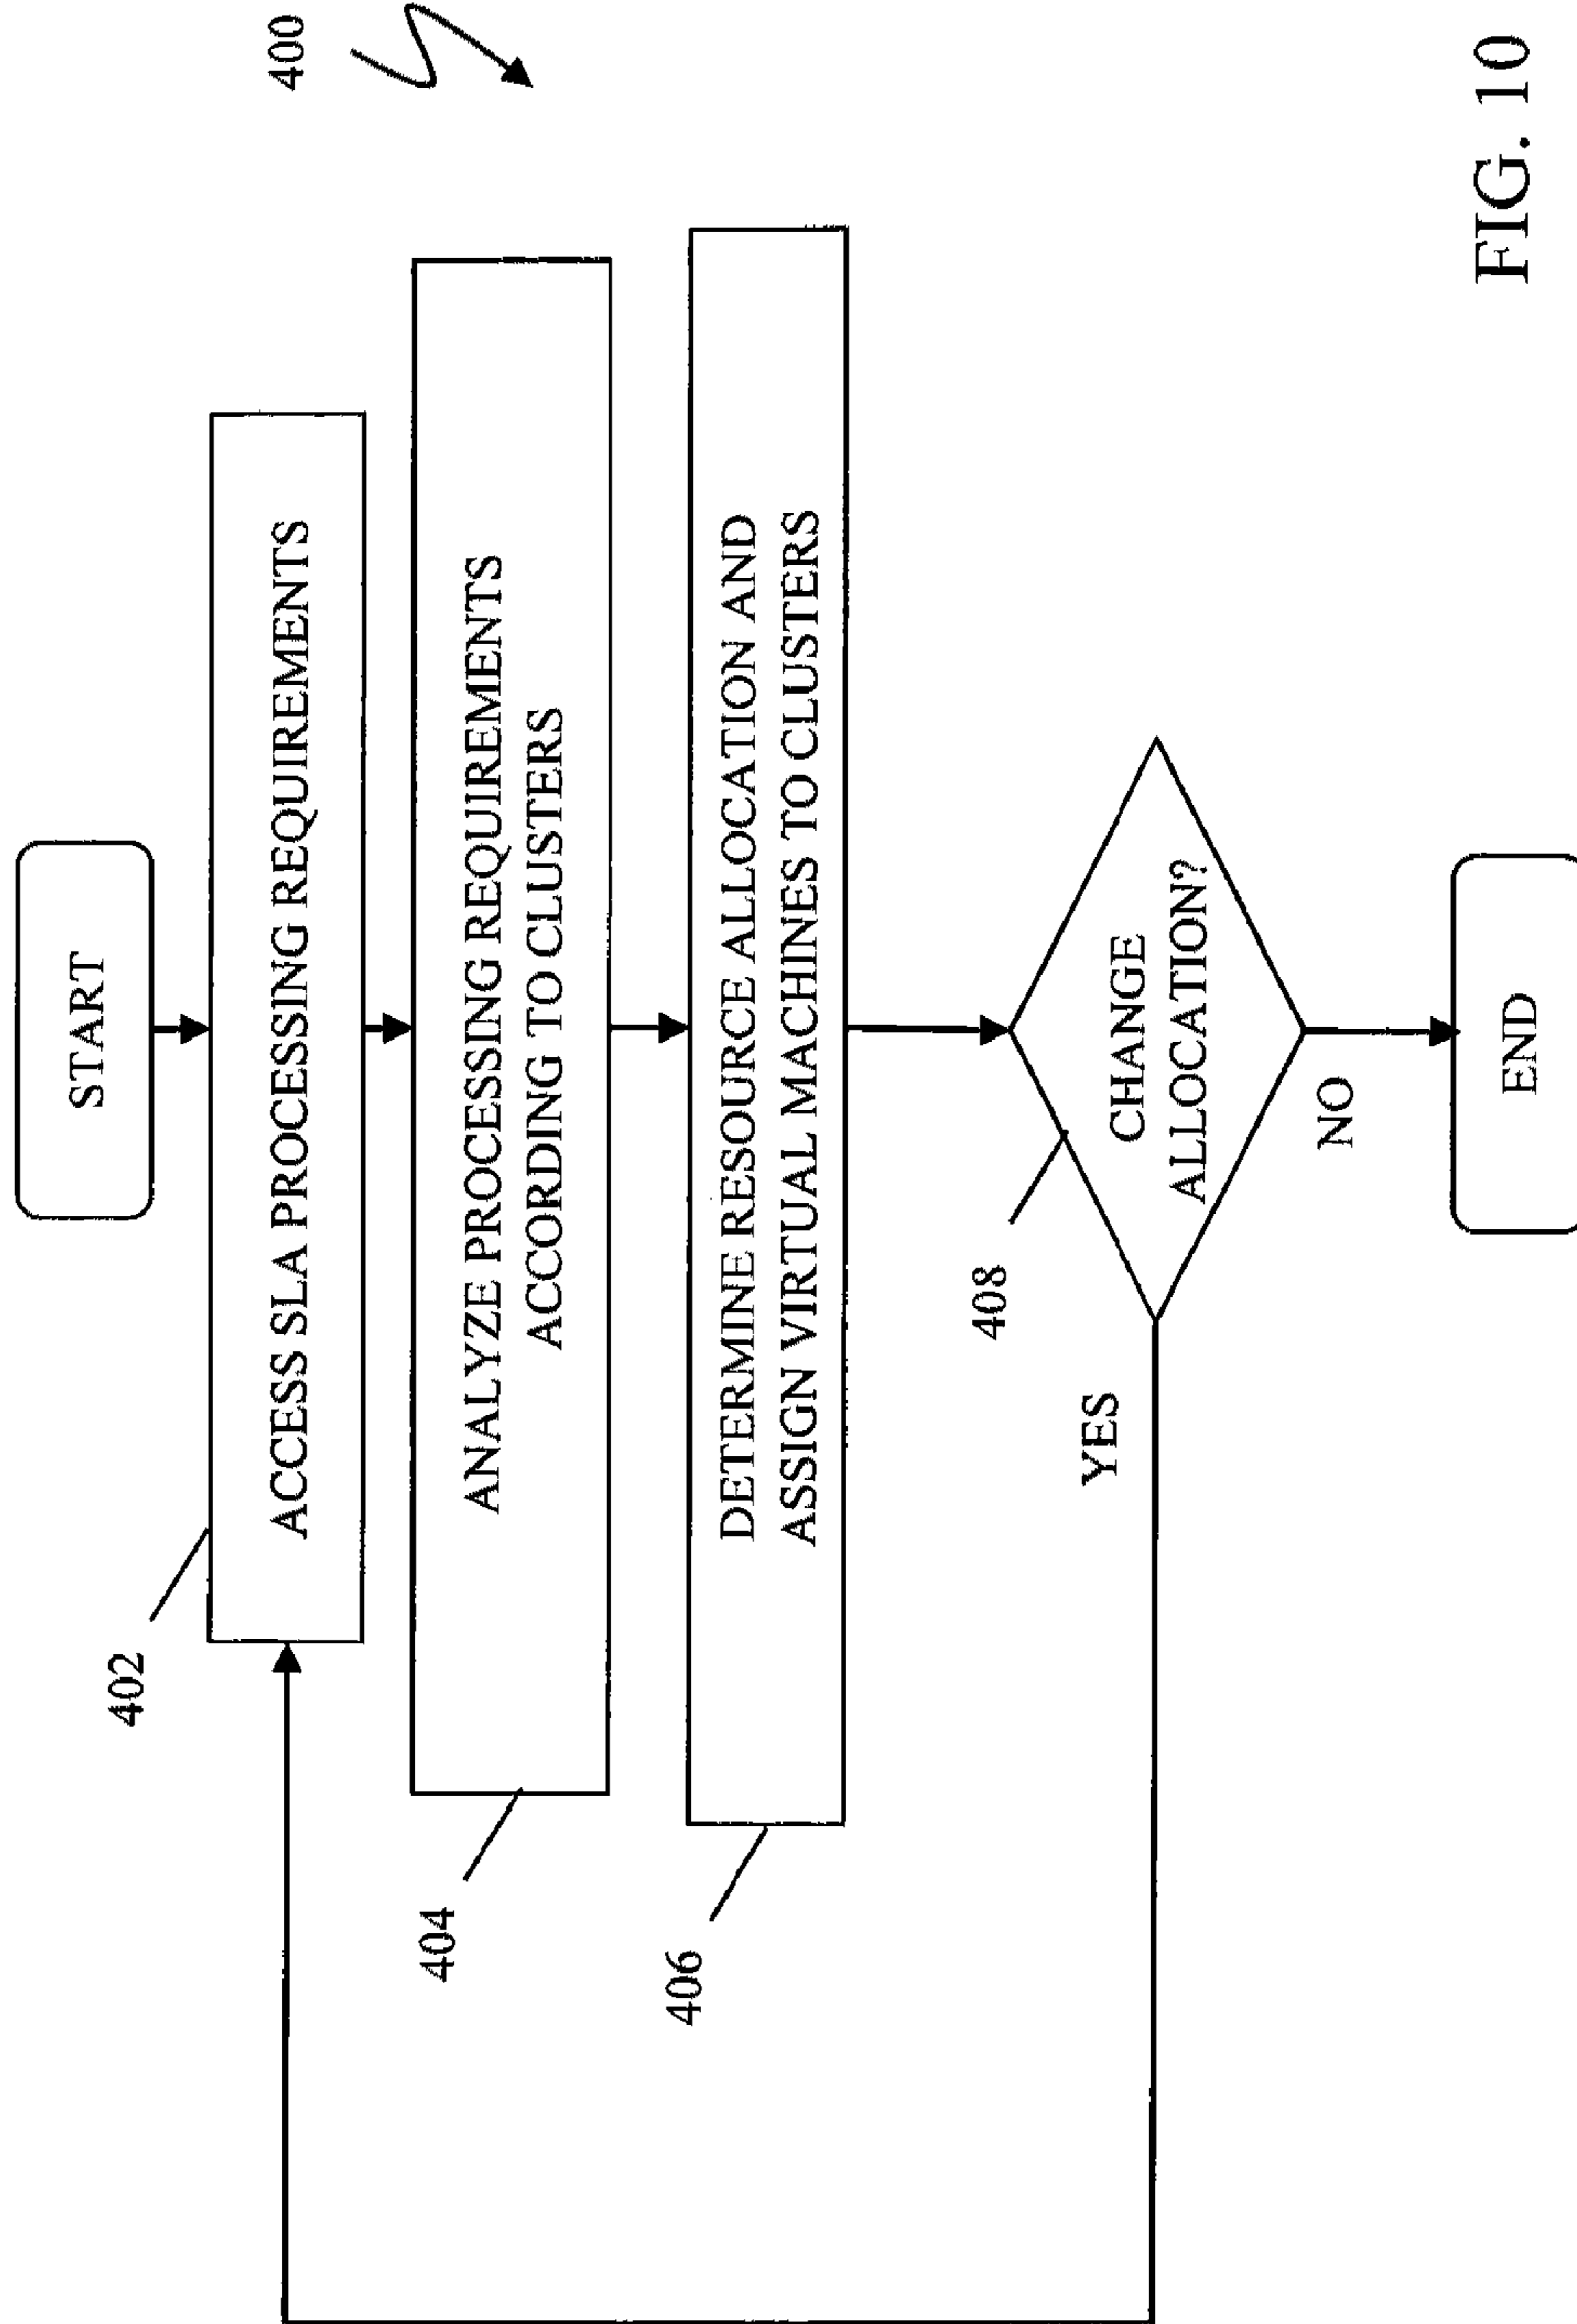 400
START
402
ACCESS SLA PROCESSING REQUIREMENTS
404
ANALYZE PROCESSING REQUIREMENTS
ACCORDING TO CLUSTERS
406
DETERMINE RESOURCE ALLOCATION AND
ASSIGN VIRTUAL MACHINES TO CLUSTERS
408
CHANGE
ALLOCATION?
YES
NO
END
FIG. 10